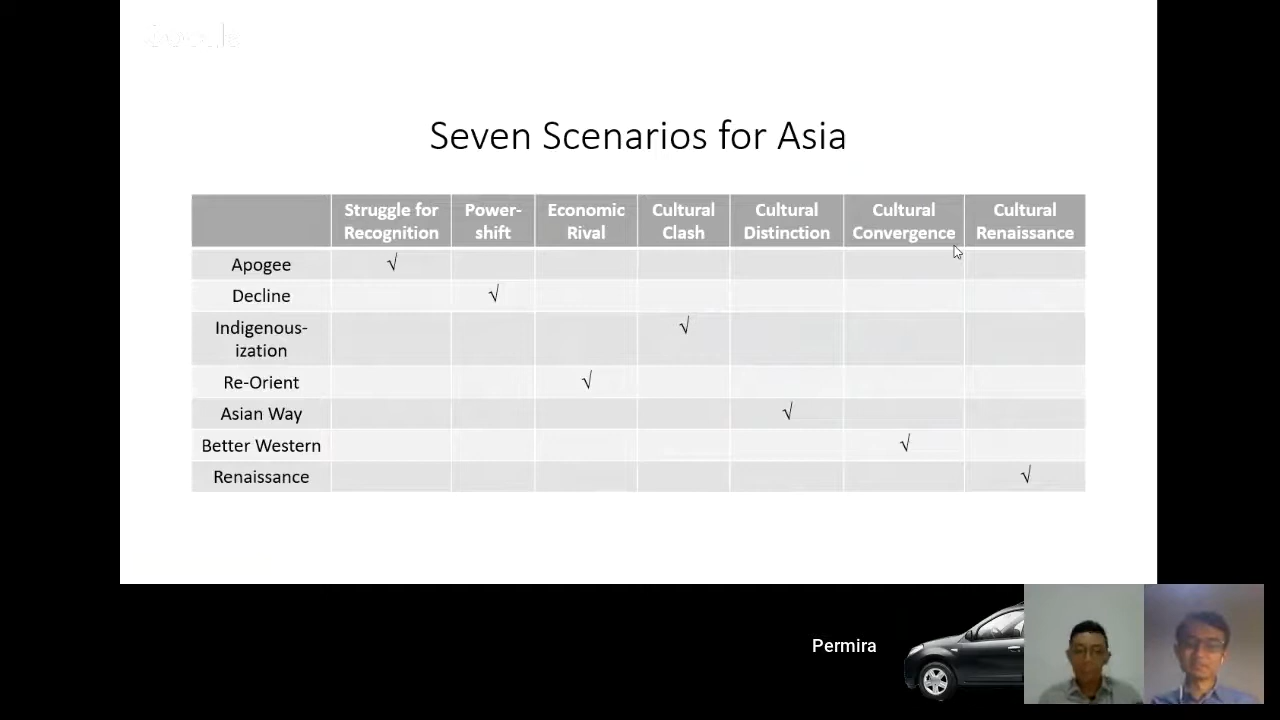 Seven Scenarios for Asia
Struggle for Recognition Power-shift Economic Rival Cultural Clash Cultural Distinction Cultural Convergence Cultural Renaissance
Apogee √
Decline √
Indigenous-
ization √
Re-Orient √
Asian Way √
Better Western √
Renaissance √
Permira